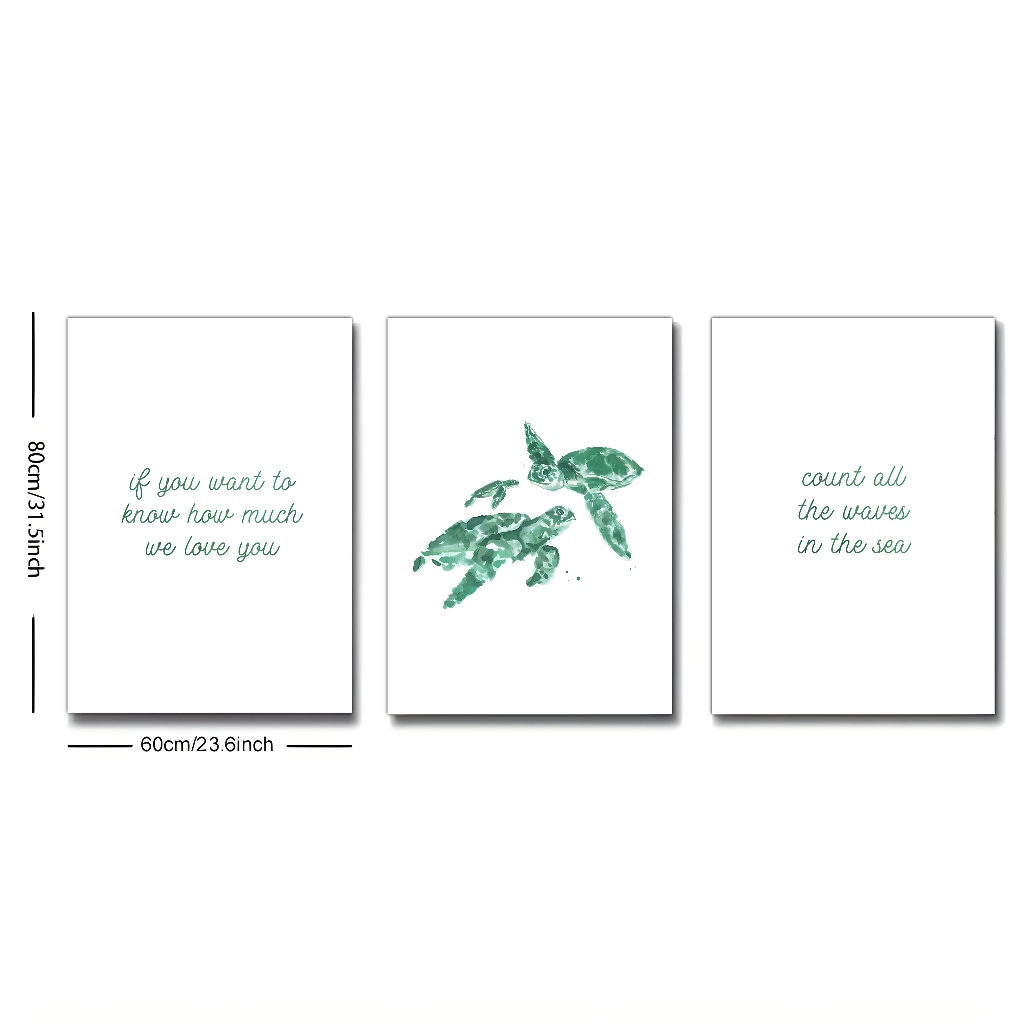 80cm/31.5inch
if you want to
know how much
we love you
count all
the waves
in the sea
60cm/23.6inch